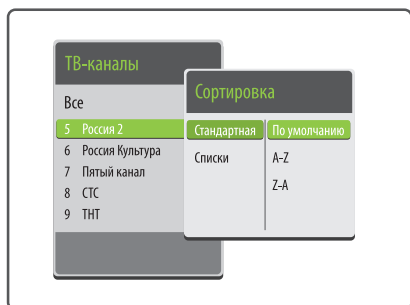 ТВ-каналы
Все
5 Россия 2
6 Россия Культура
7 Пятый канал
8 СТС
9 ТНТ
Сортировка
Стандартная По умолчанию
Списки A-Z
Z-A